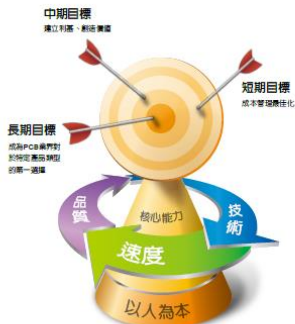 中期目標
建立利基、創造價值
短期目標
成本管理最佳化
長期目標
成為PCB業界對
於特定產品類型
的第一選擇
品質
核心能力
技術
速度
以人為本